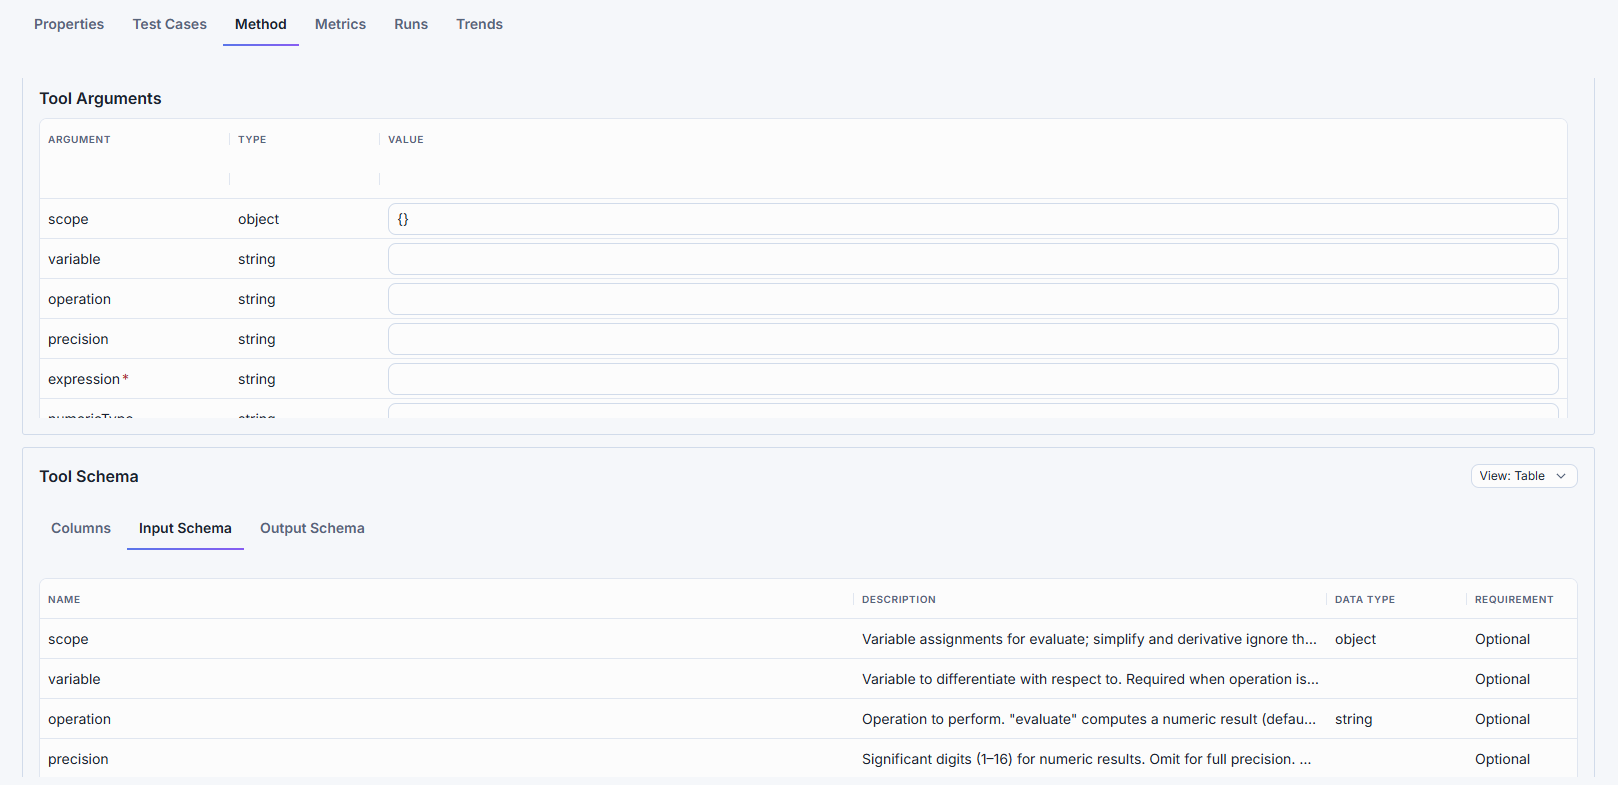 Properties Test Cases Method Metrics Runs Trends
Tool Arguments
ARGUMENT TYPE VALUE
scope object {}
variable string
operation string
precision string
expression* string
numericType string
Tool Schema View: Table
Columns Input Schema Output Schema
NAME DESCRIPTION DATA TYPE REQUIREMENT
scope Variable assignments for evaluate; simplify and derivative ignore th... object Optional
variable Variable to differentiate with respect to. Required when operation is... Optional
operation Operation to perform. "evaluate" computes a numeric result (defau... string Optional
precision Significant digits (1–16) for numeric results. Omit for full precision. ... Optional